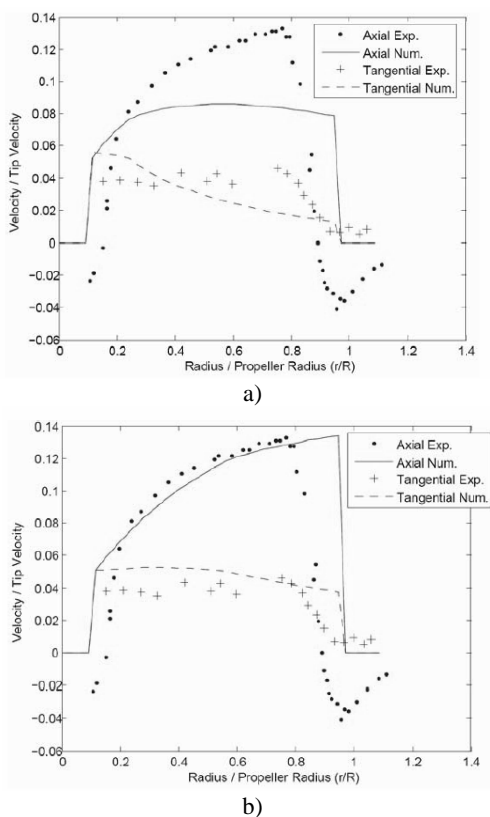 0.14
0.12
0.1
0.08
0.06
0.04
0.02
0
−0.02
−0.04
−0.06
Velocity / Tip Velocity
Axial Exp.
Axial Num.
Tangential Exp.
Tangential Num.
0 0.2 0.4 0.6 0.8 1 1.2 1.4
Radius / Propeller Radius (r/R)
a)
0.14
0.12
0.1
0.08
0.06
0.04
0.02
0
−0.02
−0.04
−0.06
Velocity / Tip Velocity
Axial Exp.
Axial Num.
Tangential Exp.
Tangential Num.
0 0.2 0.4 0.6 0.8 1 1.2 1.4
Radius / Propeller Radius (r/R)
b)